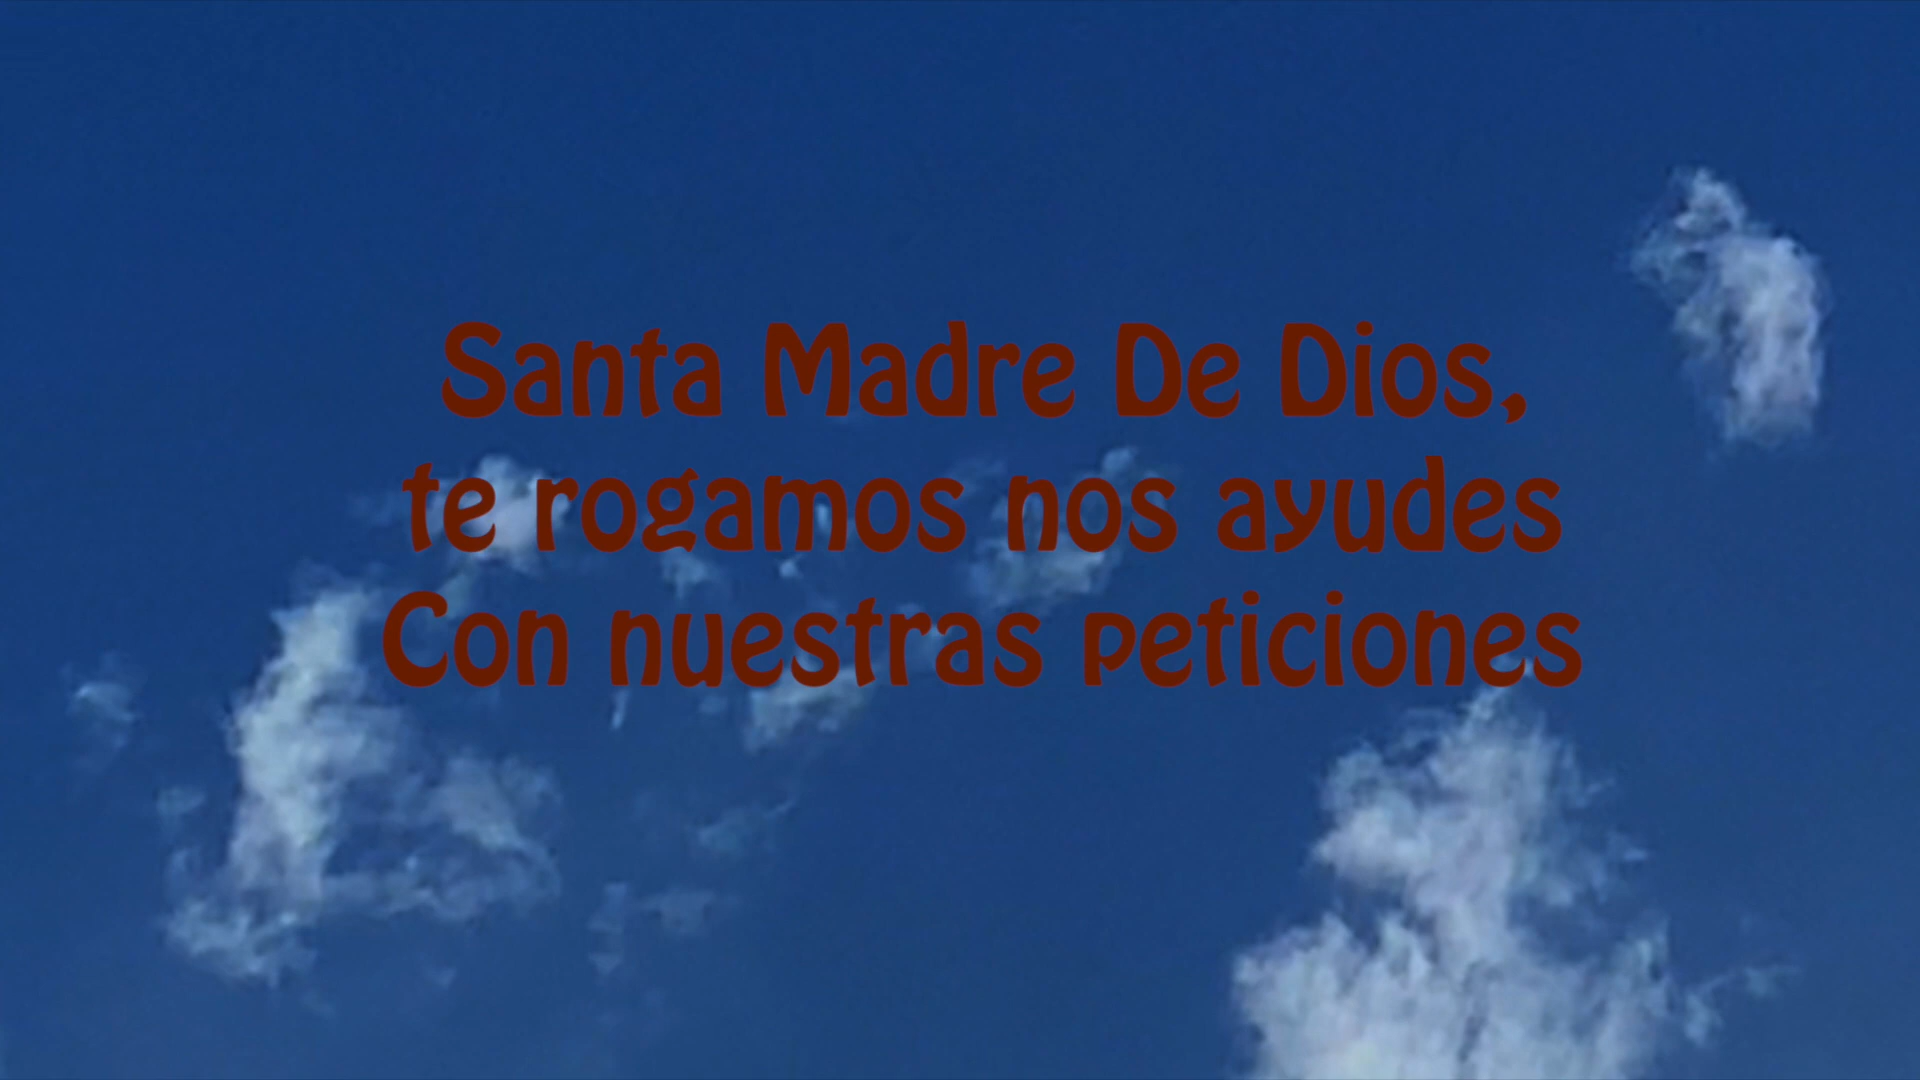 Santa Madre De Dios,
te rogamos nos ayudes
Con nuestras peticiones